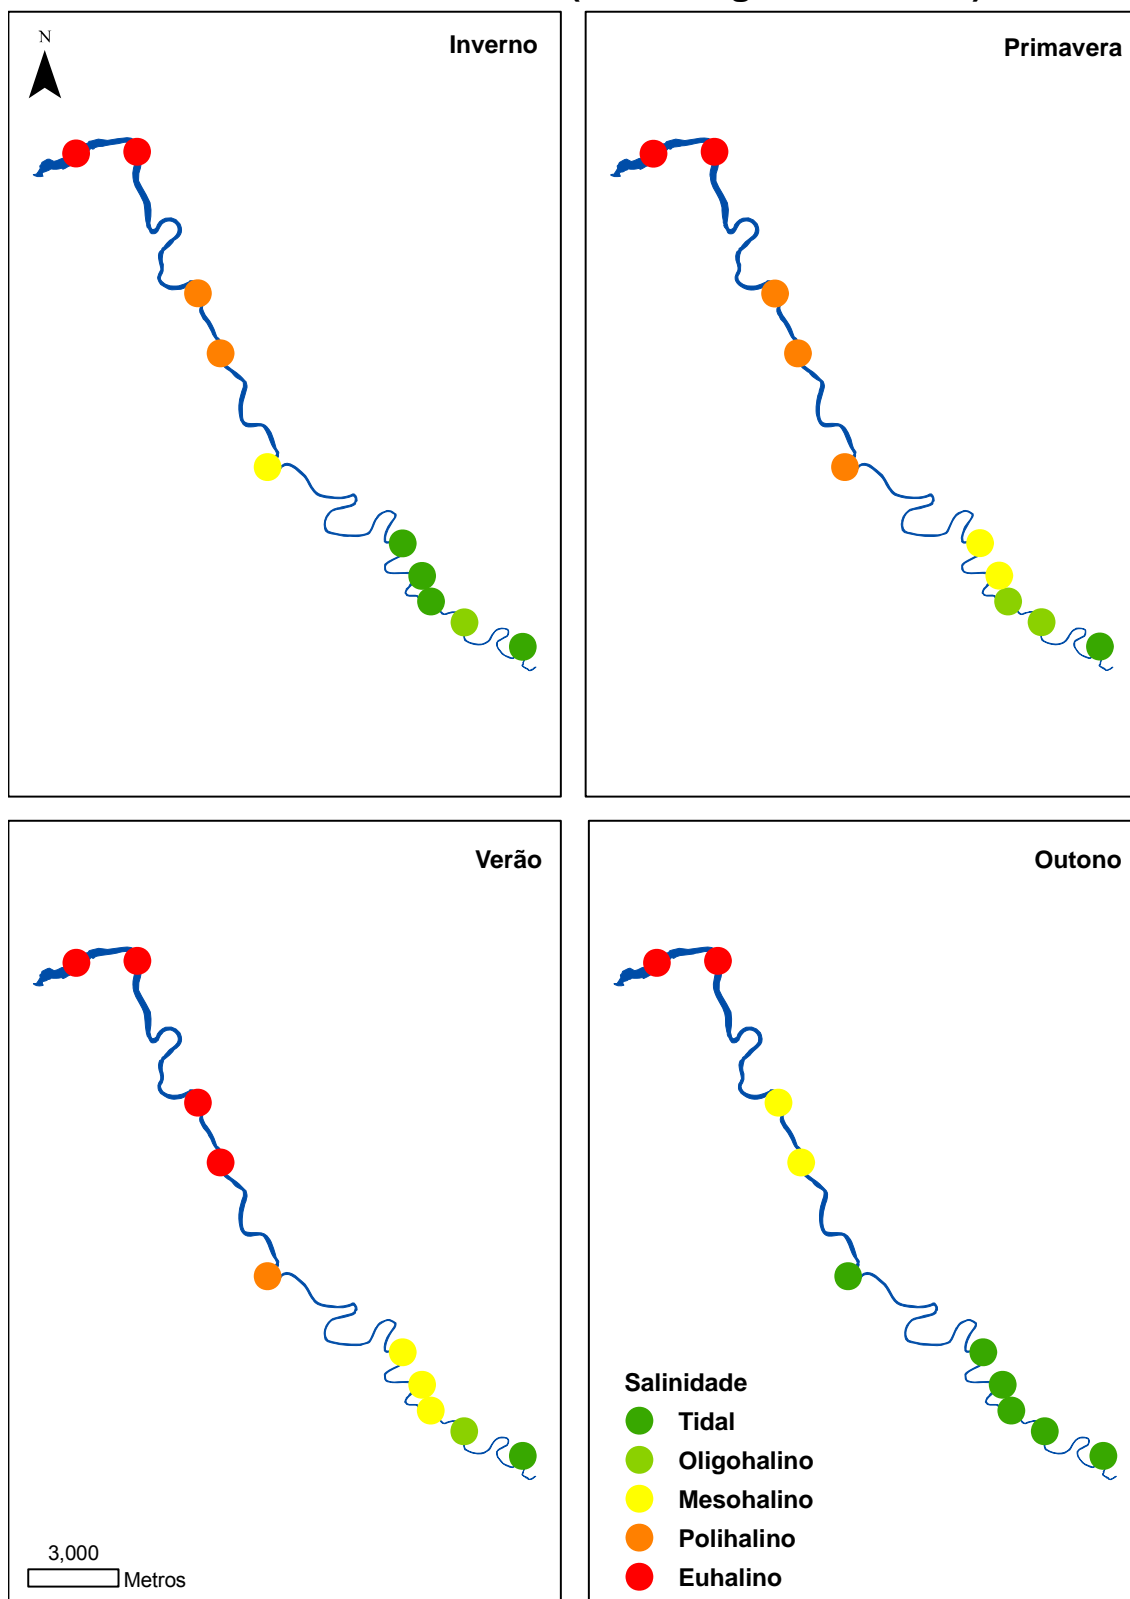 N
Inverno
Primavera
Verão
Outono
Salinidade
Tidal
Oligohalino
Mesohalino
Polihalino
Euhalino
3,000
Metros